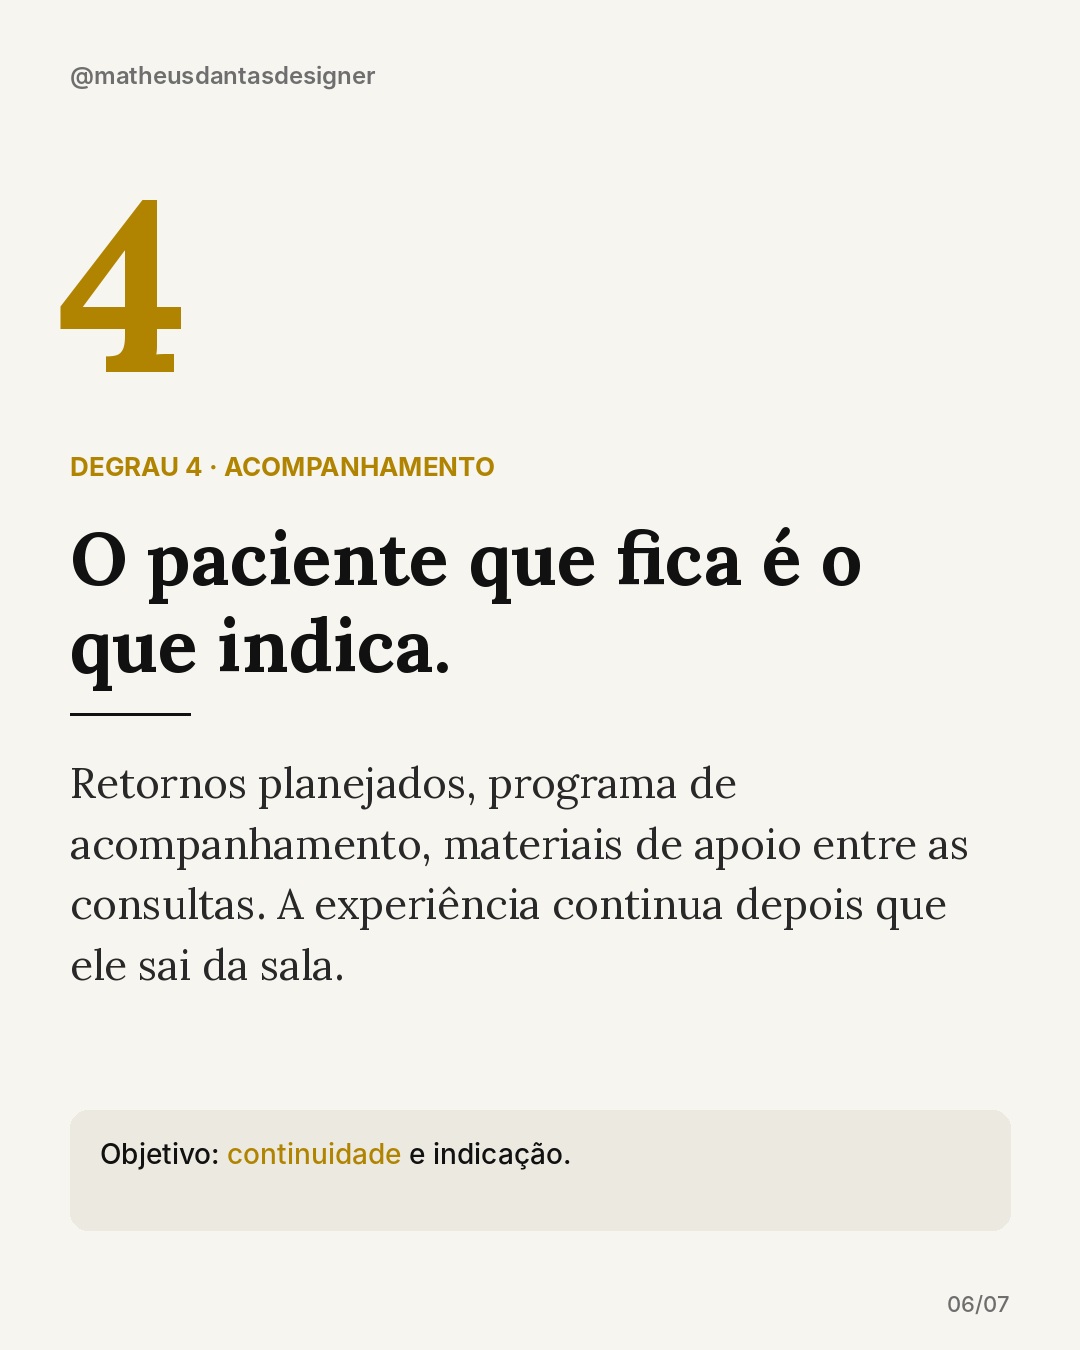 @matheusdantasdesigner
4
DEGRAU 4 · ACOMPANHAMENTO
O paciente que fica é o
que indica.
Retornos planejados, programa de
acompanhamento, materiais de apoio entre as
consultas. A experiência continua depois que
ele sai da sala.
Objetivo: continuidade e indicação.
06/07